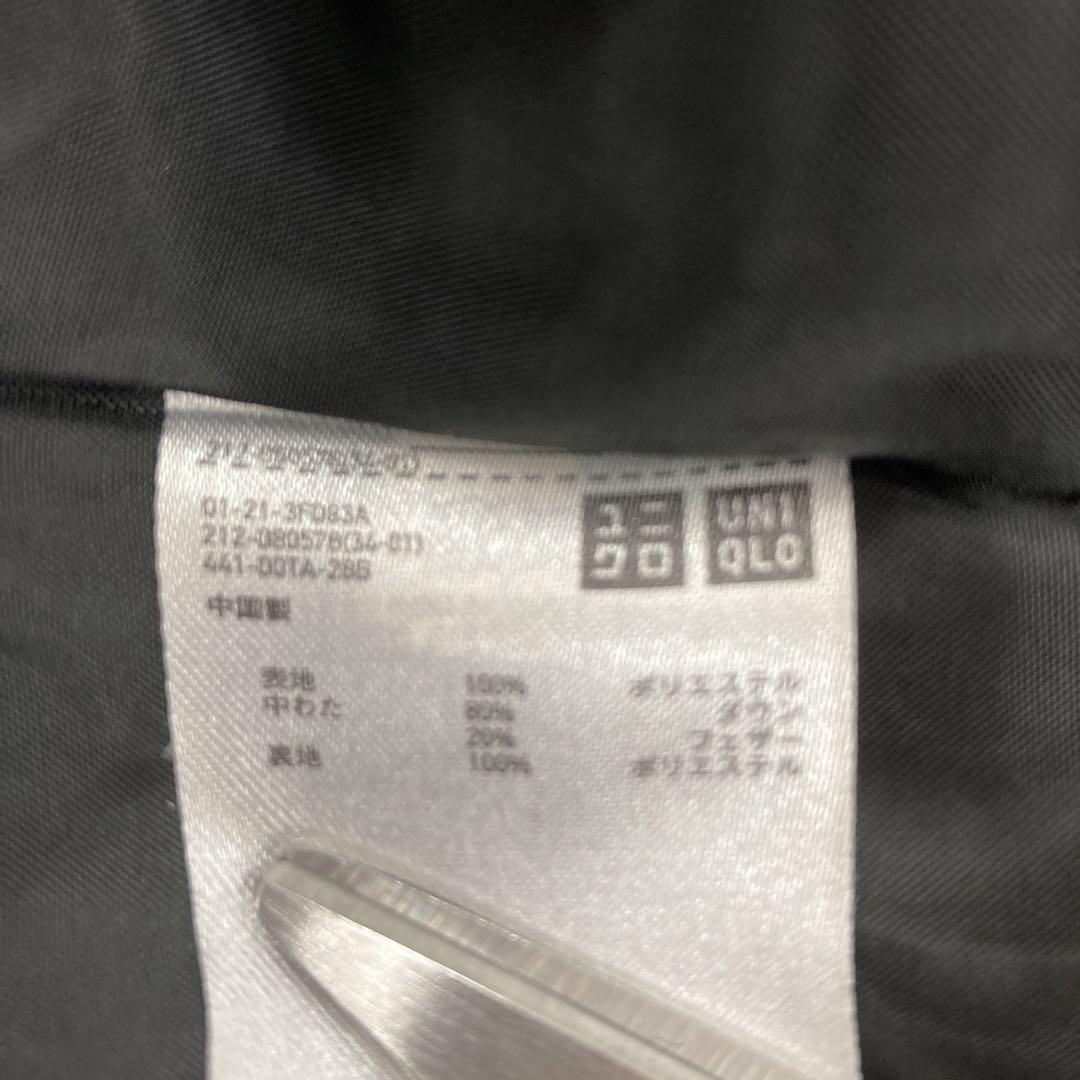 01-21-3F083A
212-080578(34-01)
441-00TA-28S
中国製
ユニ
クロ
UNI
QLO
表地 100% ポリエステル
中わた 80% ダウン
20% フェザー
裏地 100% ポリエステル